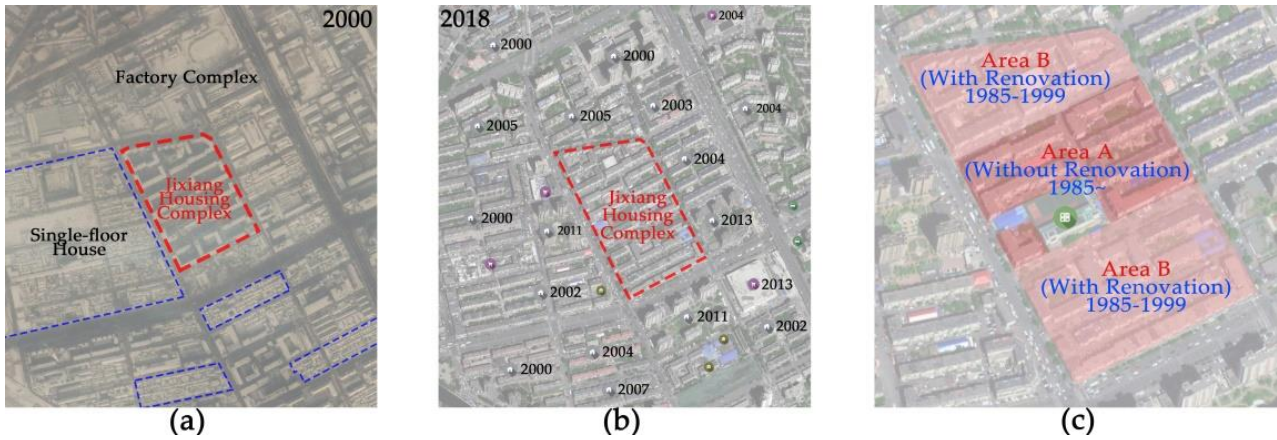 2000
Factory Complex
Jixiang
Housing
Complex
Single-floor
House
(a)
2018
2004
2000
2000
2005
2003
2004
2005
2004
Jixiang
Housing
Complex
2000
2011
2013
2002
2013
2011
2002
2004
2000
2007
(b)
Area B
(With Renovation)
1985-1999
Area A
(Without Renovation)
1985~
Area B
(With Renovation)
1985-1999
(c)